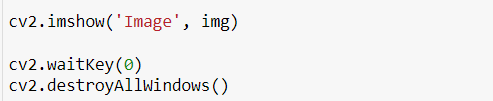 cv2.imshow('Image', img)
cv2.waitKey(0)
cv2.destroyAllWindows()